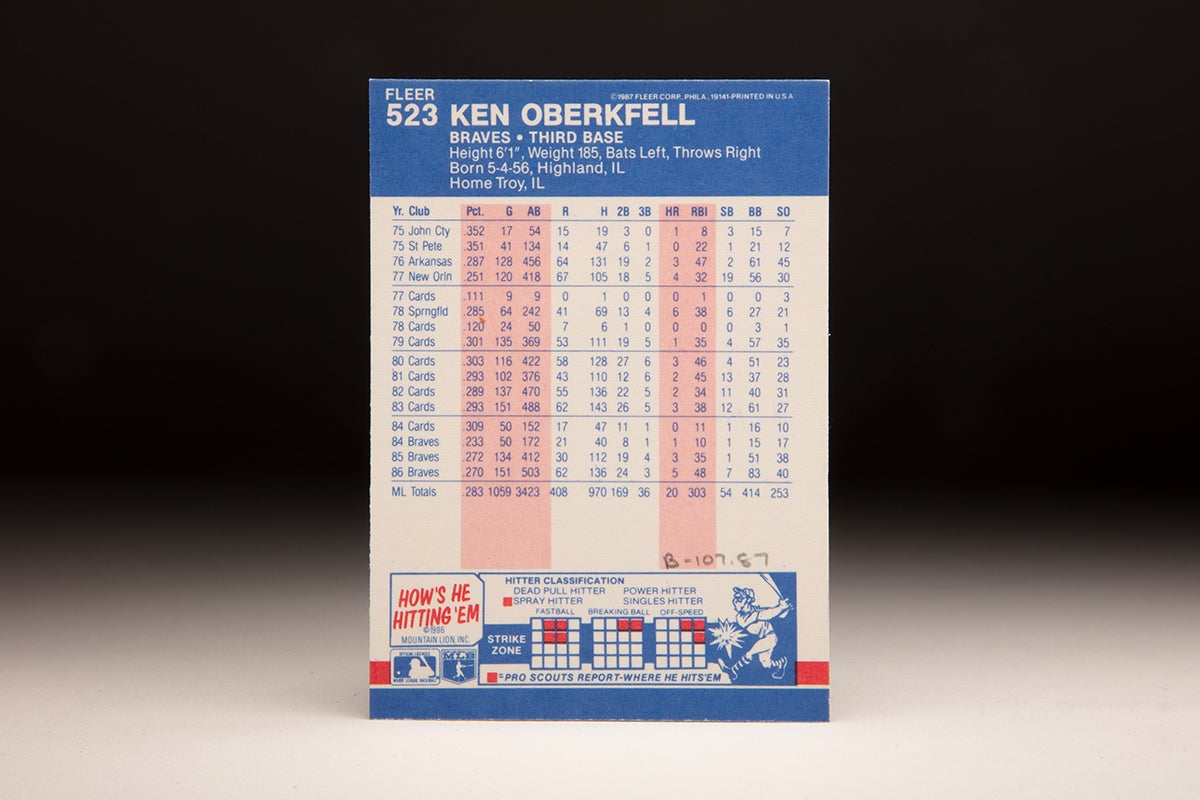 FLEER
©1987 FLEER CORP., PHILA., 19141-PRINTED IN U.S.A
523 KEN OBERKFELL
BRAVES • THIRD BASE
Height 6'1", Weight 185, Bats Left, Throws Right
Born 5-4-56, Highland, IL
Home Troy, IL
Yr. Club Pct. G AB R H 2B 3B HR RBI SB BB SO
75 John Cty .352 17 54 15 19 3 0 1 8 3 15 7
75 St Pete .351 41 134 14 47 6 1 0 22 1 21 12
76 Arkansas .287 128 456 64 131 19 2 3 47 2 61 45
77 New Orln .251 120 418 67 105 18 5 4 32 19 56 30
77 Cards .111 9 9 0 1 0 0 0 1 0 0 3
78 Sprngfld .285 64 242 41 69 13 4 6 38 6 27 21
78 Cards .120 24 50 7 6 1 0 0 0 0 3 1
79 Cards .301 135 369 53 111 19 5 1 35 4 57 35
80 Cards .303 116 422 58 128 27 6 3 46 4 51 23
81 Cards .293 102 376 43 110 12 6 2 45 13 37 28
82 Cards .289 137 470 55 136 22 5 2 34 11 40 31
83 Cards .293 151 488 62 143 26 5 3 38 12 61 27
84 Cards .309 50 152 17 47 11 1 0 11 1 16 10
84 Braves .233 50 172 21 40 8 1 1 10 1 15 17
85 Braves .272 134 412 30 112 19 4 3 35 1 51 38
86 Braves .270 151 503 62 136 24 3 5 48 7 83 40
ML Totals .283 1059 3423 408 970 169 36 20 303 54 414 253
B-107.87
HOW'S HE
HITTING 'EM
©1986
MOUNTAIN LION INC.
HITTER CLASSIFICATION
DEAD PULL HITTER POWER HITTER
SPRAY HITTER SINGLES HITTER
FASTBALL BREAKING BALL OFF-SPEED
STRIKE
ZONE
=PRO SCOUTS REPORT-WHERE HE HITS 'EM
OFFICIAL LICENSEE
MAJOR LEAGUE BASEBALL